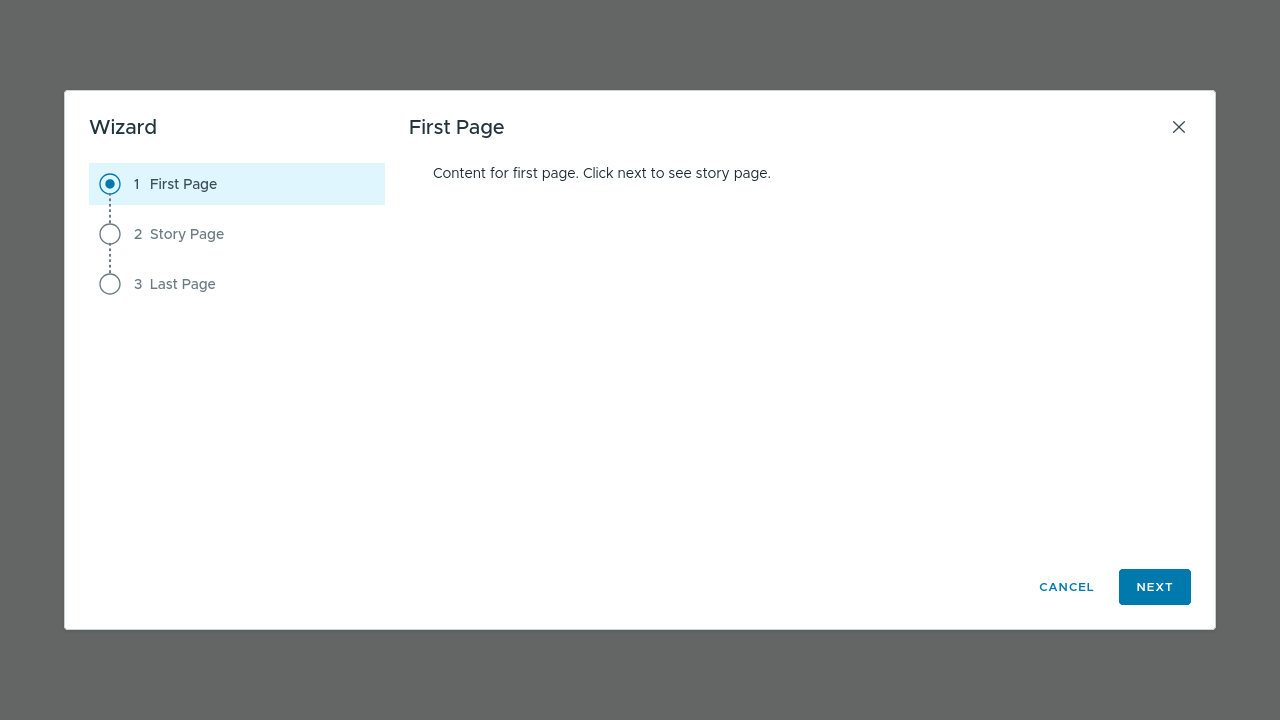 Wizard
1 First Page
2 Story Page
3 Last Page
First Page
Content for first page. Click next to see story page.
CANCEL
NEXT